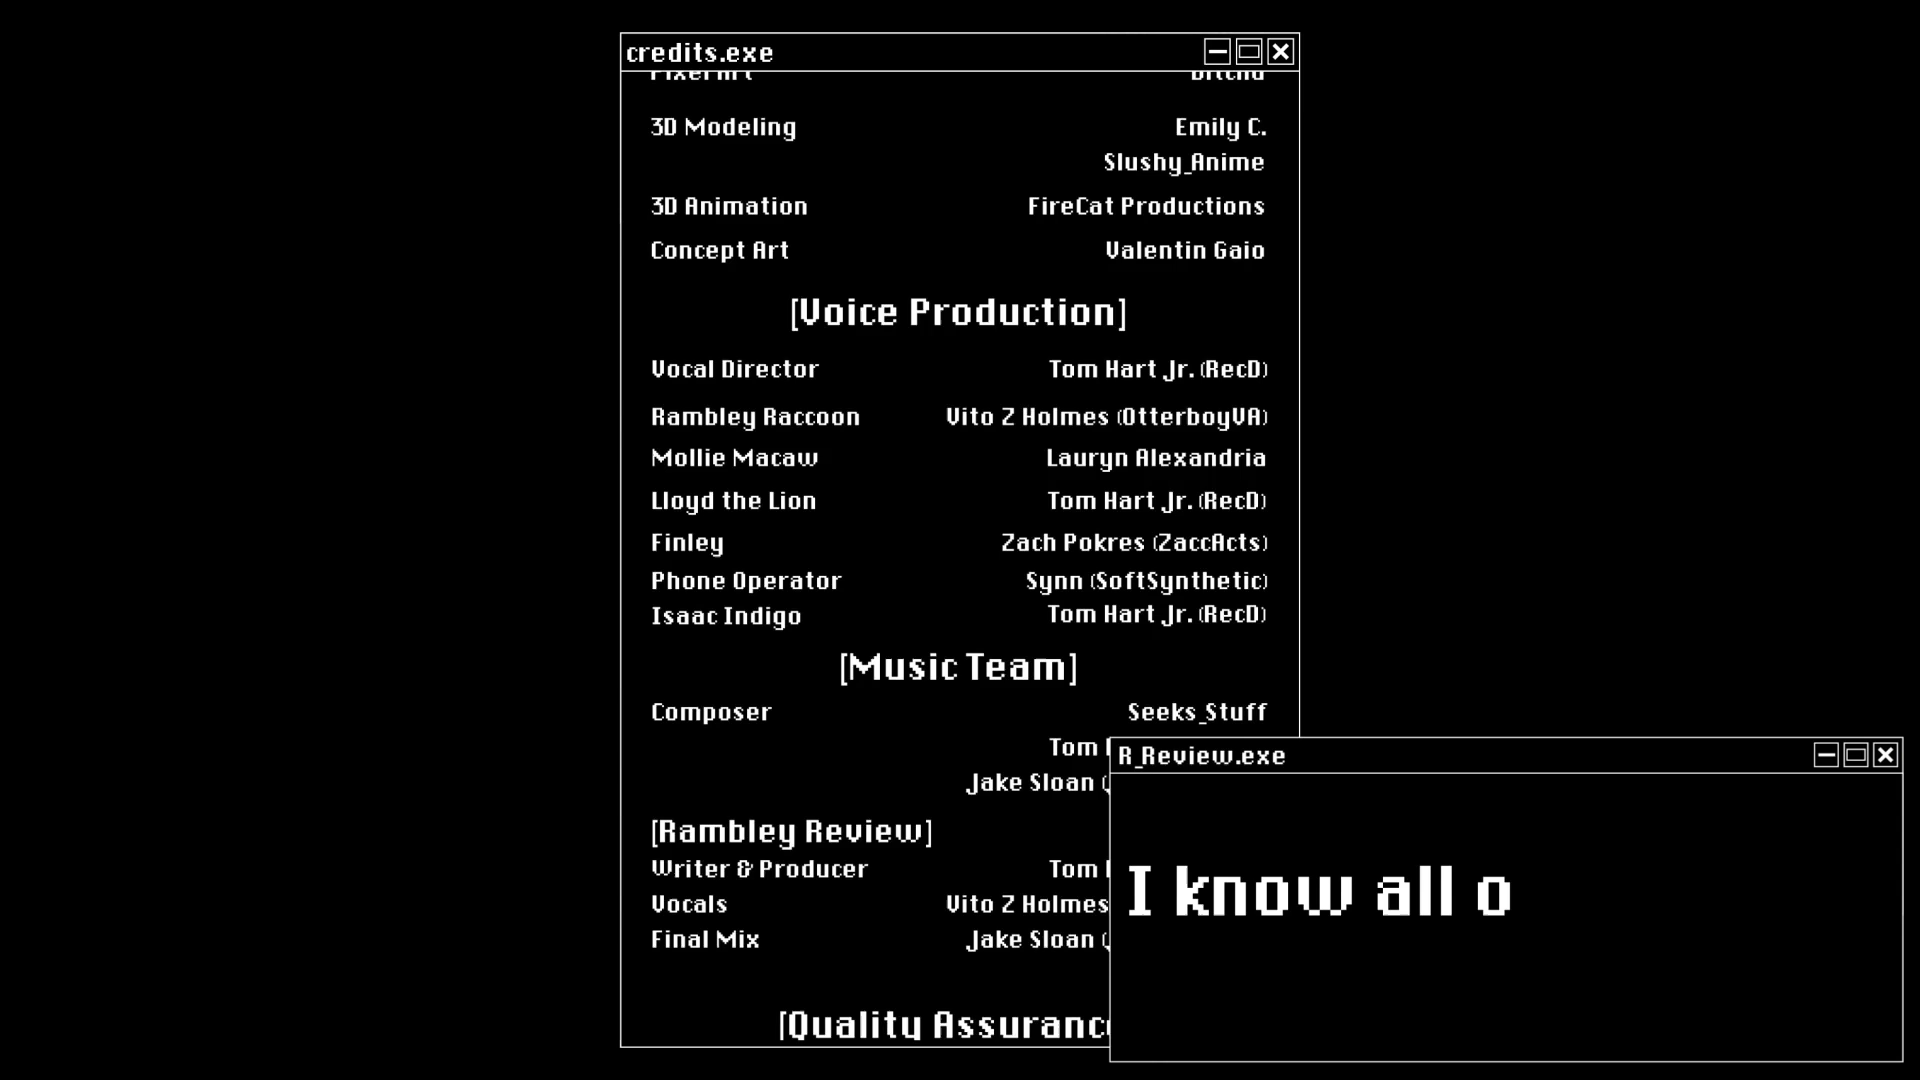 credits.exe
3D Modeling Emily C.
Slushy_Anime
3D Animation FireCat Productions
Concept Art Valentin Gaio
[Voice Production]
Vocal Director Tom Hart Jr. (RecD)
Rambley Raccoon Vito Z Holmes (OtterboyVA)
Mollie Macaw Lauryn Alexandria
Lloyd the Lion Tom Hart Jr. (RecD)
Finley Zach Pokres (ZaccActs)
Phone Operator Synn (SoftSynthetic)
Isaac Indigo Tom Hart Jr. (RecD)
[Music Team]
Composer Seeks_Stuff
Tom
Jake Sloan (
[Rambley Review]
Writer & Producer Tom
Vocals Vito Z Holmes
Final Mix Jake Sloan (
[Quality Assuranc
R_Review.exe
I know all o